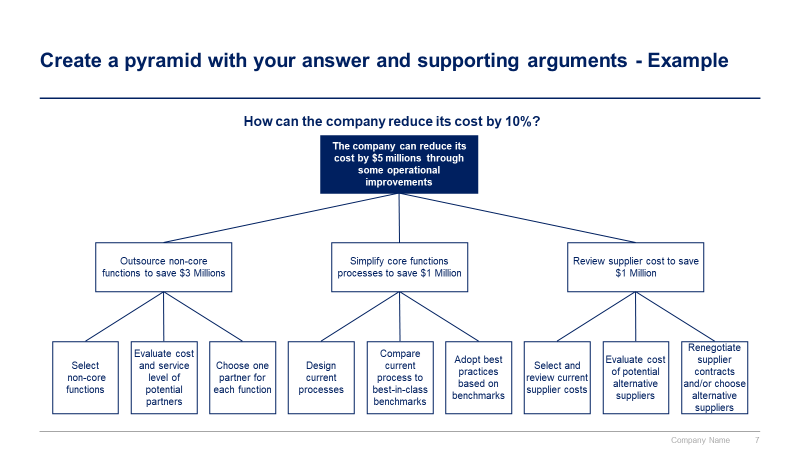 Create a pyramid with your answer and supporting arguments - Example
How can the company reduce its cost by 10%?
The company can reduce its
cost by $5 millions through
some operational
improvements
Outsource non-core
functions to save $3 Millions
Simplify core functions
processes to save $1 Million
Review supplier cost to save
$1 Million
Select
non-core
functions
Evaluate cost
and service
level of
potential
partners
Choose one
partner for
each function
Design
current
processes
Compare
current
process to
best-in-class
benchmarks
Adopt best
practices
based on
benchmarks
Select and
review current
supplier costs
Evaluate cost
of potential
alternative
suppliers
Renegotiate
supplier
contracts
and/or choose
alternative
suppliers
Company Name 7